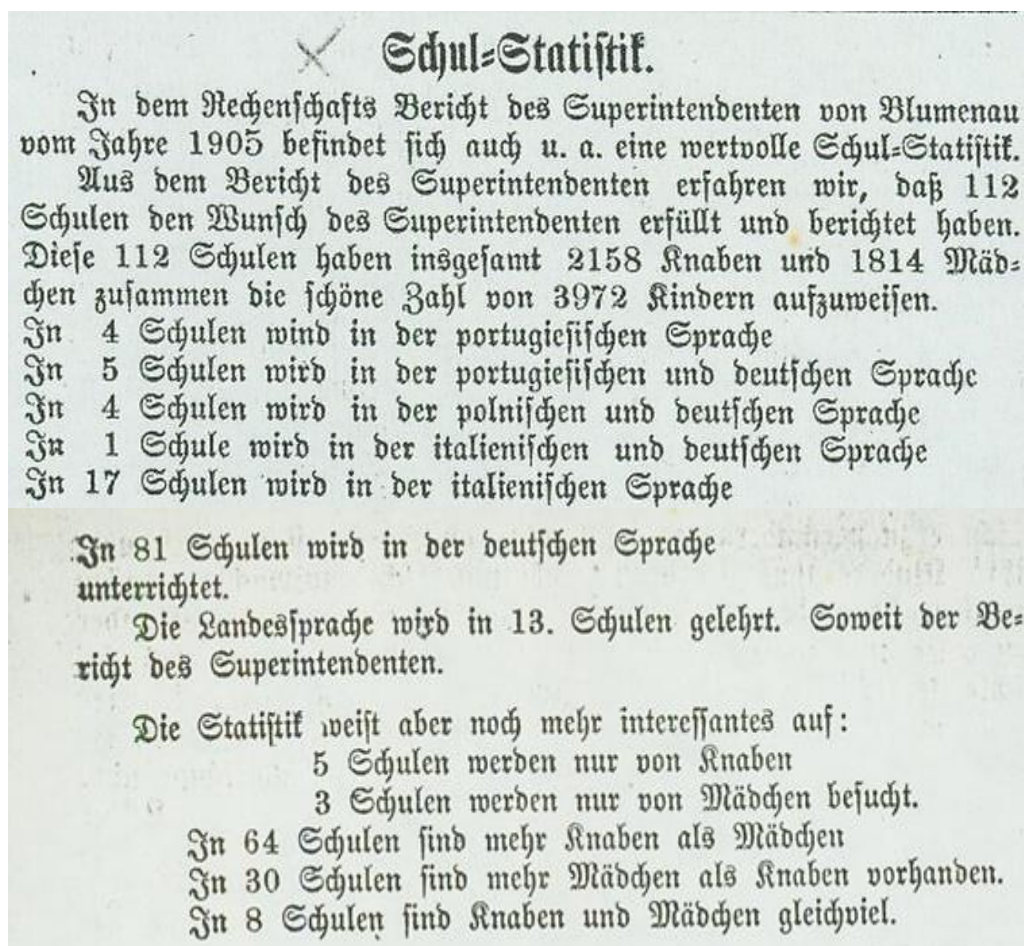 Schul-Statistik.
In dem Rechenschafts Bericht des Superintendenten von Blumenau
vom Jahre 1905 befindet sich auch u. a. eine wertvolle Schul-Statistik.
Aus dem Bericht des Superintendenten erfahren wir, daß 112
Schulen den Wunsch des Superintendenten erfüllt und berichtet haben.
Diese 112 Schulen haben insgesamt 2158 Knaben und 1814 Mäd-
chen zusammen die schöne Zahl von 3972 Kindern aufzuweisen.
In 4 Schulen wind in der portugiesischen Sprache
In 5 Schulen wird in der portugiesischen und deutschen Sprache
In 4 Schulen wird in der polnischen und deutschen Sprache
In 1 Schule wird in der italienischen und deutschen Sprache
In 17 Schulen wird in der italienischen Sprache
In 81 Schulen wird in der deutschen Sprache
unterrichtet.
Die Landessprache wird in 13. Schulen gelehrt. Soweit der Be-
richt des Superintendenten.
Die Statistik weist aber noch mehr interessantes auf:
5 Schulen werden nur von Knaben
3 Schulen werden nur von Mädchen besucht.
In 64 Schulen sind mehr Knaben als Mädchen
In 30 Schulen sind mehr Mädchen als Knaben vorhanden.
In 8 Schulen sind Knaben und Mädchen gleichviel.